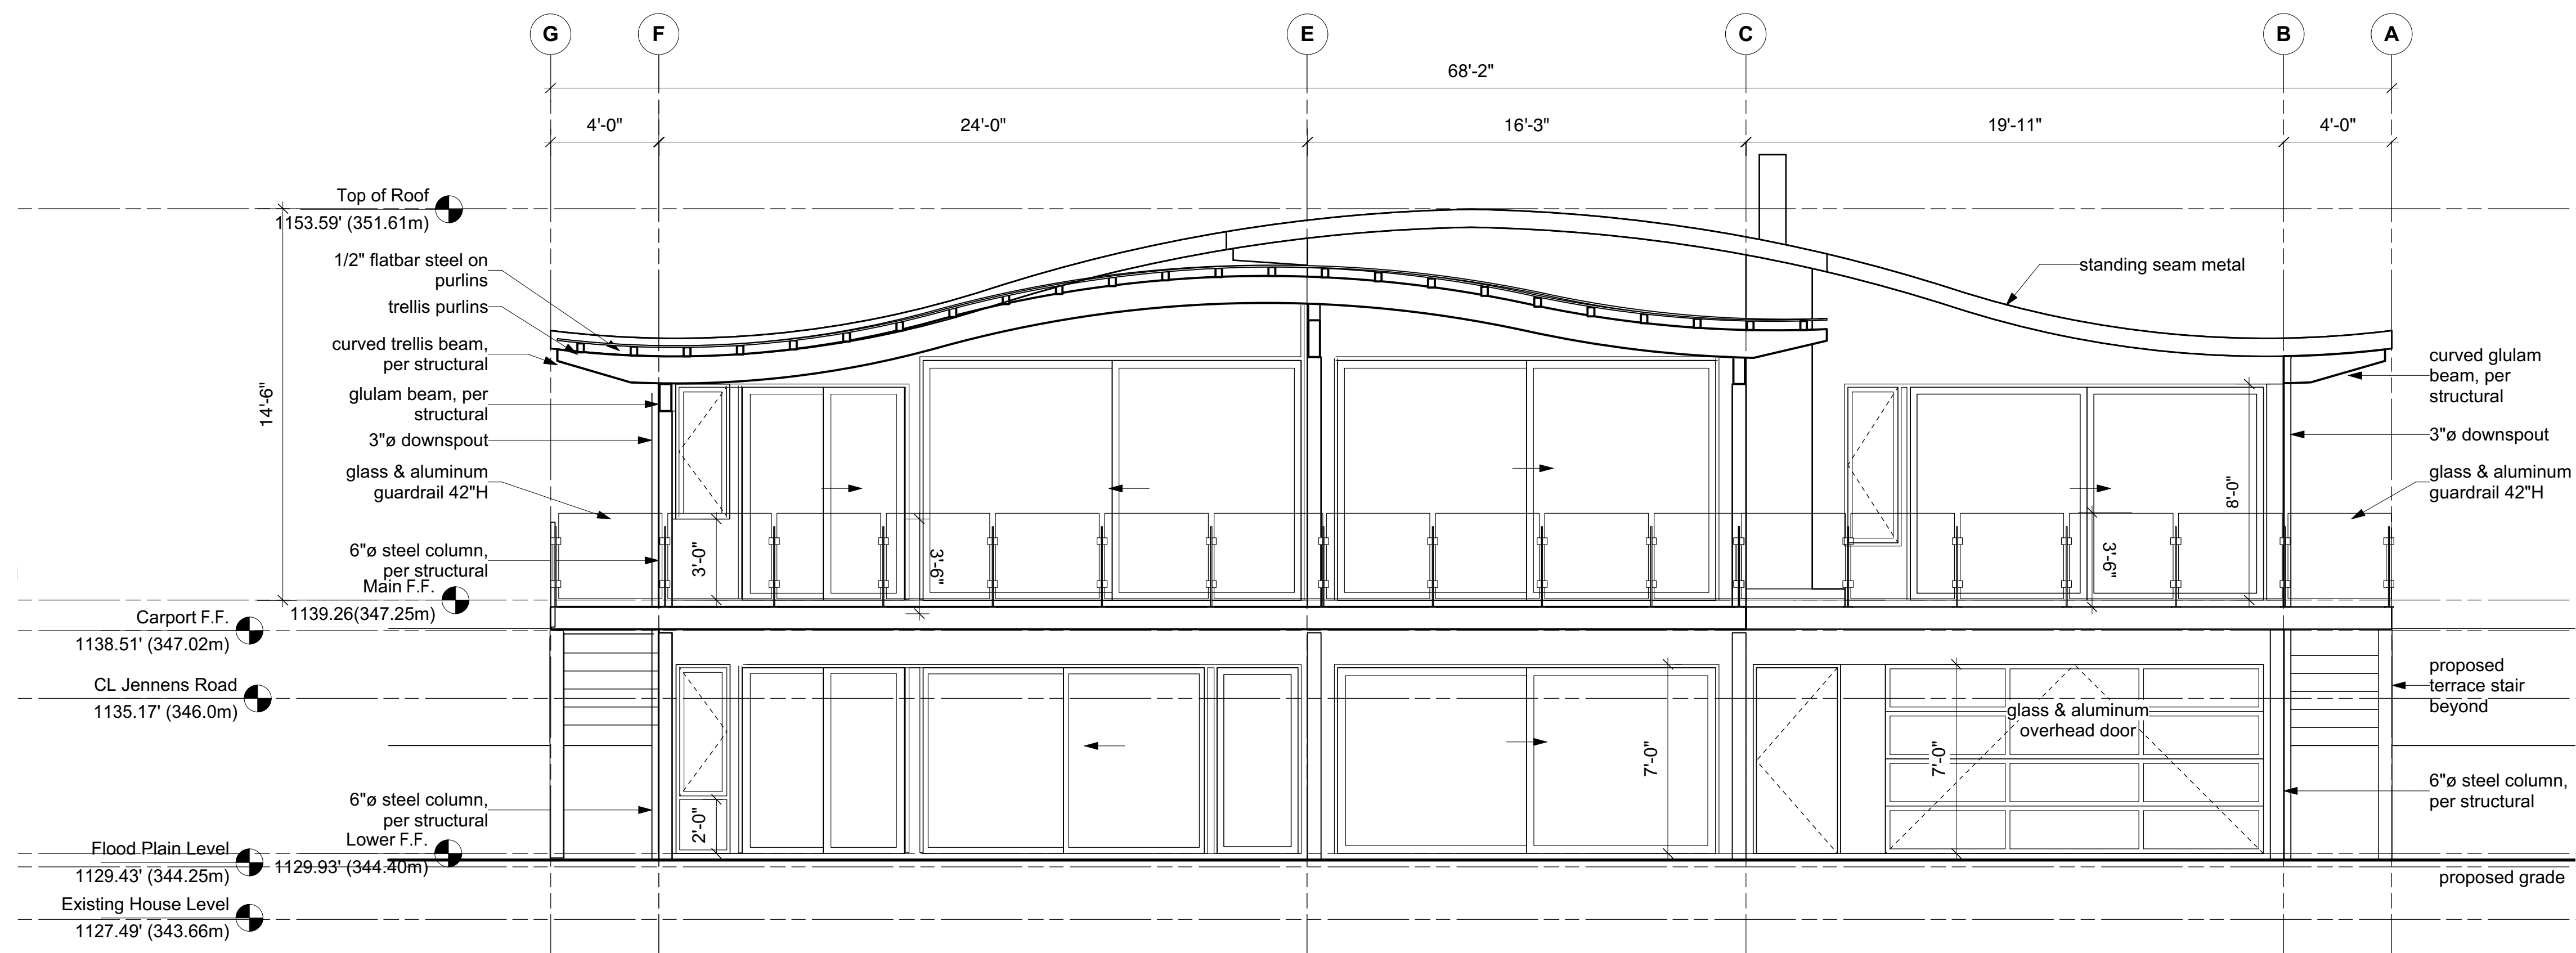 G
F
E
C
B
A
68'-2"
4'-0"
24'-0"
16'-3"
19'-11"
4'-0"
Top of Roof
1153.59' (351.61m)
14'-6"
1/2" flatbar steel on
purlins
trellis purlins
curved trellis beam,
per structural
glulam beam, per
structural
3"ø downspout
glass & aluminum
guardrail 42"H
6"ø steel column,
per structural
Main F.F.
1139.26(347.25m)
Carport F.F.
1138.51' (347.02m)
CL Jennens Road
1135.17' (346.0m)
6"ø steel column,
per structural
Lower F.F.
1129.93' (344.40m)
Flood Plain Level
1129.43' (344.25m)
Existing House Level
1127.49' (343.66m)
3'-0"
3'-6"
3'-6"
8'-0"
2'-0"
7'-0"
7'-0"
glass & aluminum
overhead door
standing seam metal
curved glulam
beam, per
structural
3"ø downspout
glass & aluminum
guardrail 42"H
proposed
terrace stair
beyond
6"ø steel column,
per structural
proposed grade